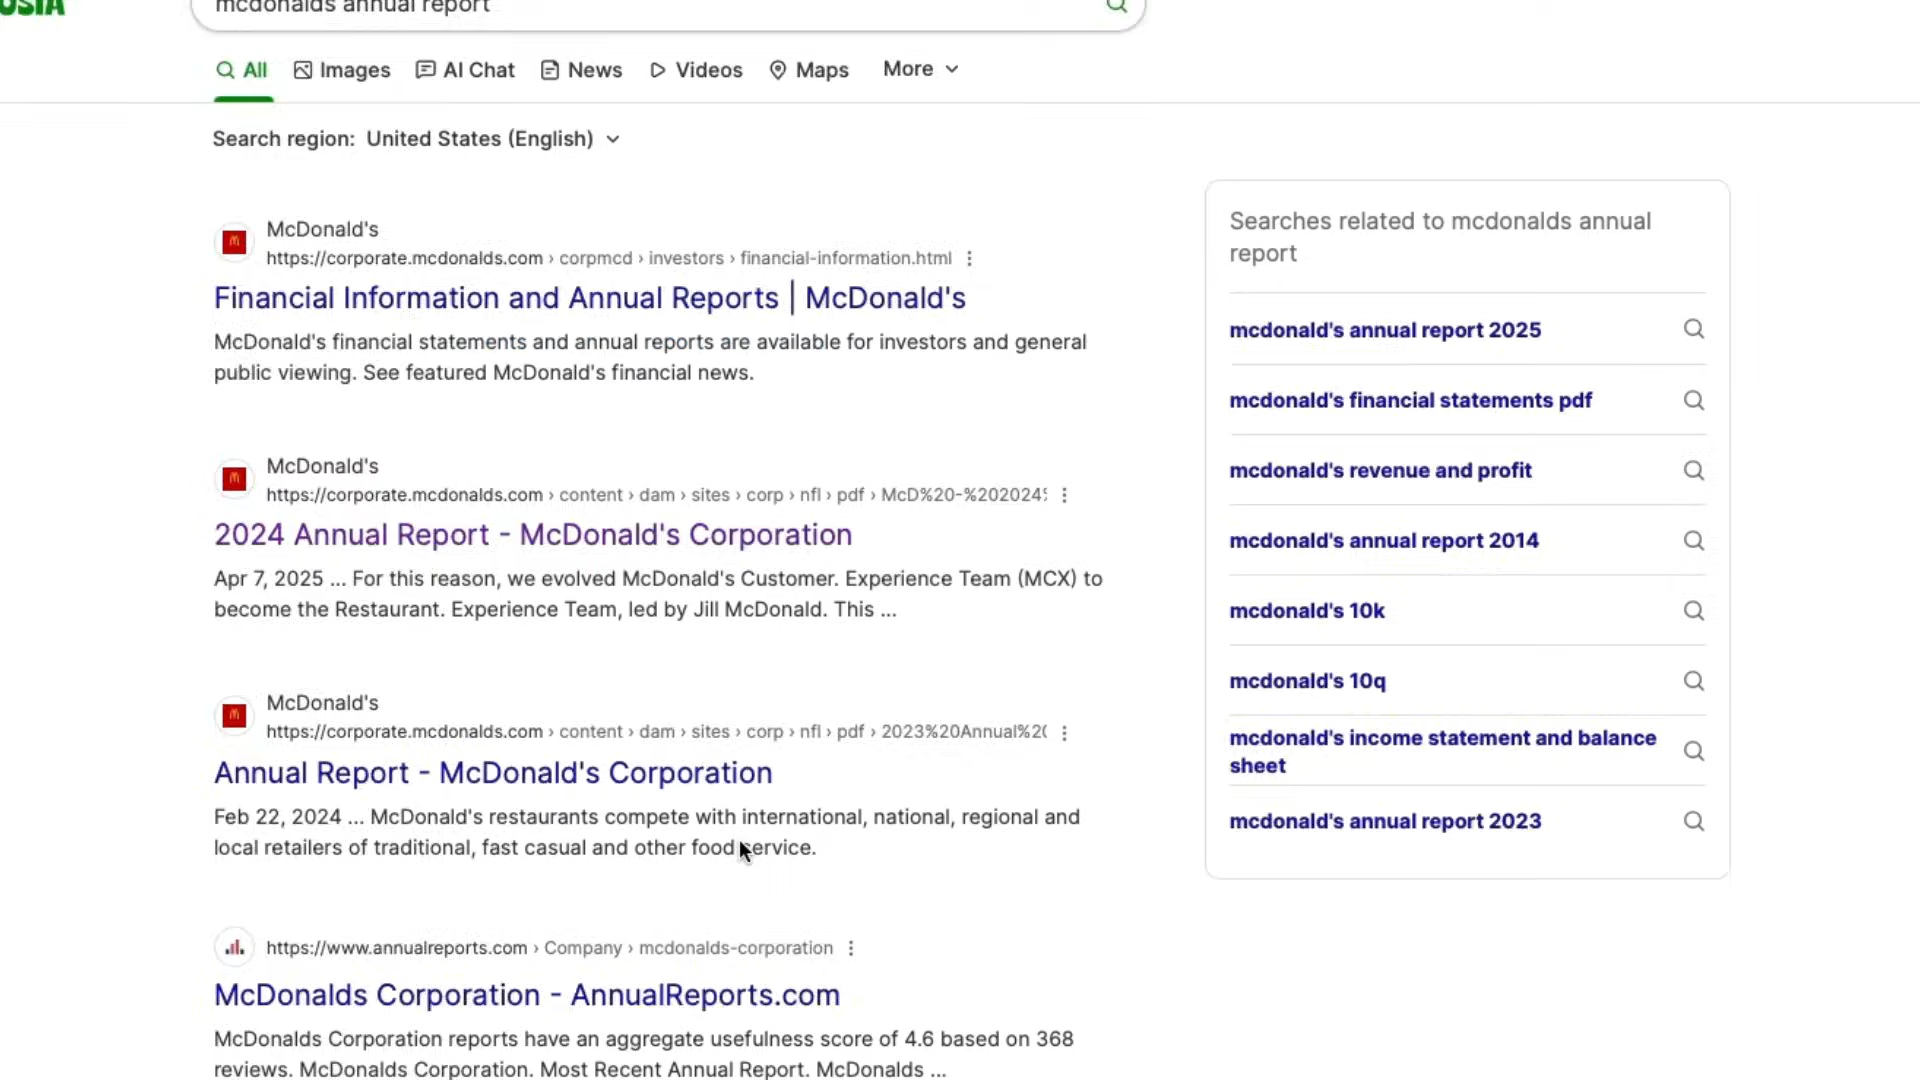 mcdonalds annual report
All Images AI Chat News Videos Maps More
Search region: United States (English)
McDonald's
https://corporate.mcdonalds.com › corpmcd › investors › financial-information.html
Financial Information and Annual Reports | McDonald's
McDonald's financial statements and annual reports are available for investors and general
public viewing. See featured McDonald's financial news.
McDonald's
https://corporate.mcdonalds.com › content › dam › sites › corp › nfl › pdf › McD%20-%202024
2024 Annual Report - McDonald's Corporation
Apr 7, 2025 ... For this reason, we evolved McDonald's Customer. Experience Team (MCX) to
become the Restaurant. Experience Team, led by Jill McDonald. This ...
McDonald's
https://corporate.mcdonalds.com › content › dam › sites › corp › nfl › pdf › 2023%20Annual%20
Annual Report - McDonald's Corporation
Feb 22, 2024 ... McDonald's restaurants compete with international, national, regional and
local retailers of traditional, fast casual and other food service.
https://www.annualreports.com › Company › mcdonalds-corporation
McDonalds Corporation - AnnualReports.com
McDonalds Corporation reports have an aggregate usefulness score of 4.6 based on 368
reviews. McDonalds Corporation. Most Recent Annual Report. McDonalds ...
Searches related to mcdonalds annual
report
mcdonald's annual report 2025
mcdonald's financial statements pdf
mcdonald's revenue and profit
mcdonald's annual report 2014
mcdonald's 10k
mcdonald's 10q
mcdonald's income statement and balance
sheet
mcdonald's annual report 2023